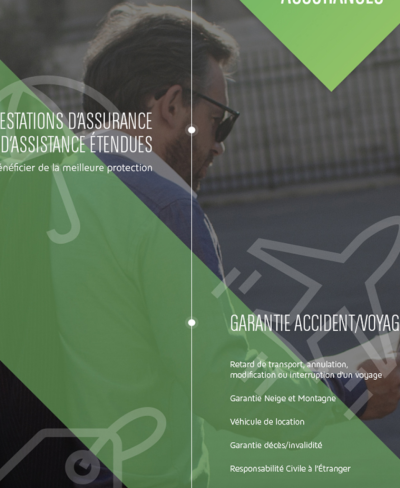 ASSURANCES
ESTATIONS D'ASSURANCE
D'ASSISTANCE ÉTENDUES
énéficier de la meilleure protection
GARANTIE ACCIDENT/VOYAG
Retard de transport, annulation,
modification ou interruption d'un voyage
Garantie Neige et Montagne
Véhicule de location
Garantie décès/invalidité
Responsabilité Civile à l'Étranger